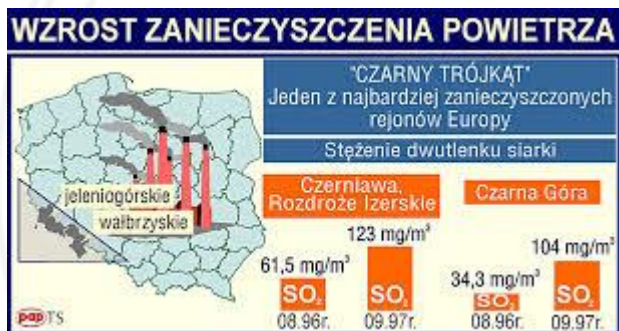 WZROST ZANIECZYSZCZENIA POWIETRZA
"CZARNY TRÓJKĄT"
Jeden z najbardziej zanieczyszczonych
rejonów Europy
Stężenie dwutlenku siarki
jeleniogórskie
wałbrzyskie
Czerniawa,
Rozdroże Izerskie
61,5 mg/m³
123 mg/m³
SO₂
SO₂
08.96r.
09.97r.
Czarna Góra
34,3 mg/m³
104 mg/m³
SO₂
SO₂
08.96r.
09.97r.
pap TS